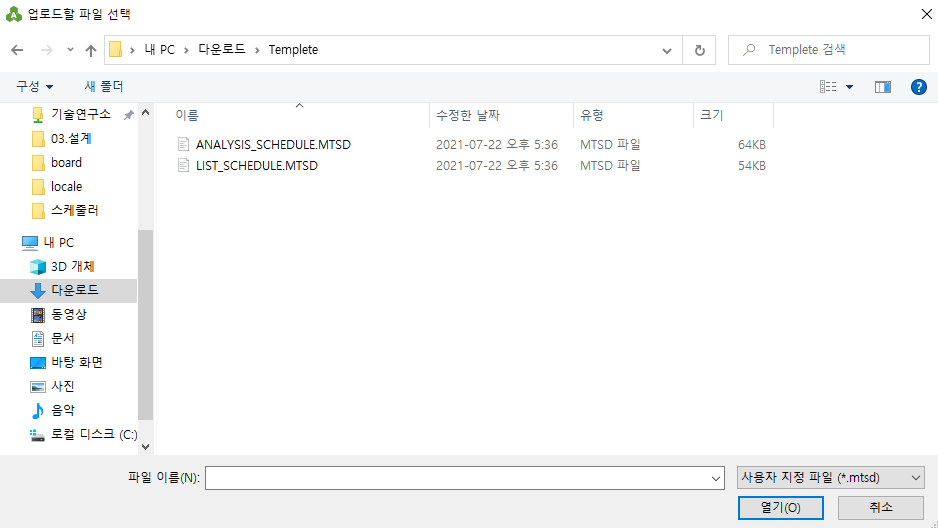 업로드할 파일 선택
내 PC > 다운로드 > Templete
Templete 검색
구성
새 폴더
기술연구소
03.설계
board
locale
스케줄러
내 PC
3D 개체
다운로드
동영상
문서
바탕 화면
사진
음악
로컬 디스크 (C:)
이름 수정한 날짜 유형 크기
ANALYSIS_SCHEDULE.MTSD 2021-07-22 오후 5:36 MTSD 파일 64KB
LIST_SCHEDULE.MTSD 2021-07-22 오후 5:36 MTSD 파일 54KB
파일 이름(N):
사용자 지정 파일 (*.mtsd)
열기(O)
취소